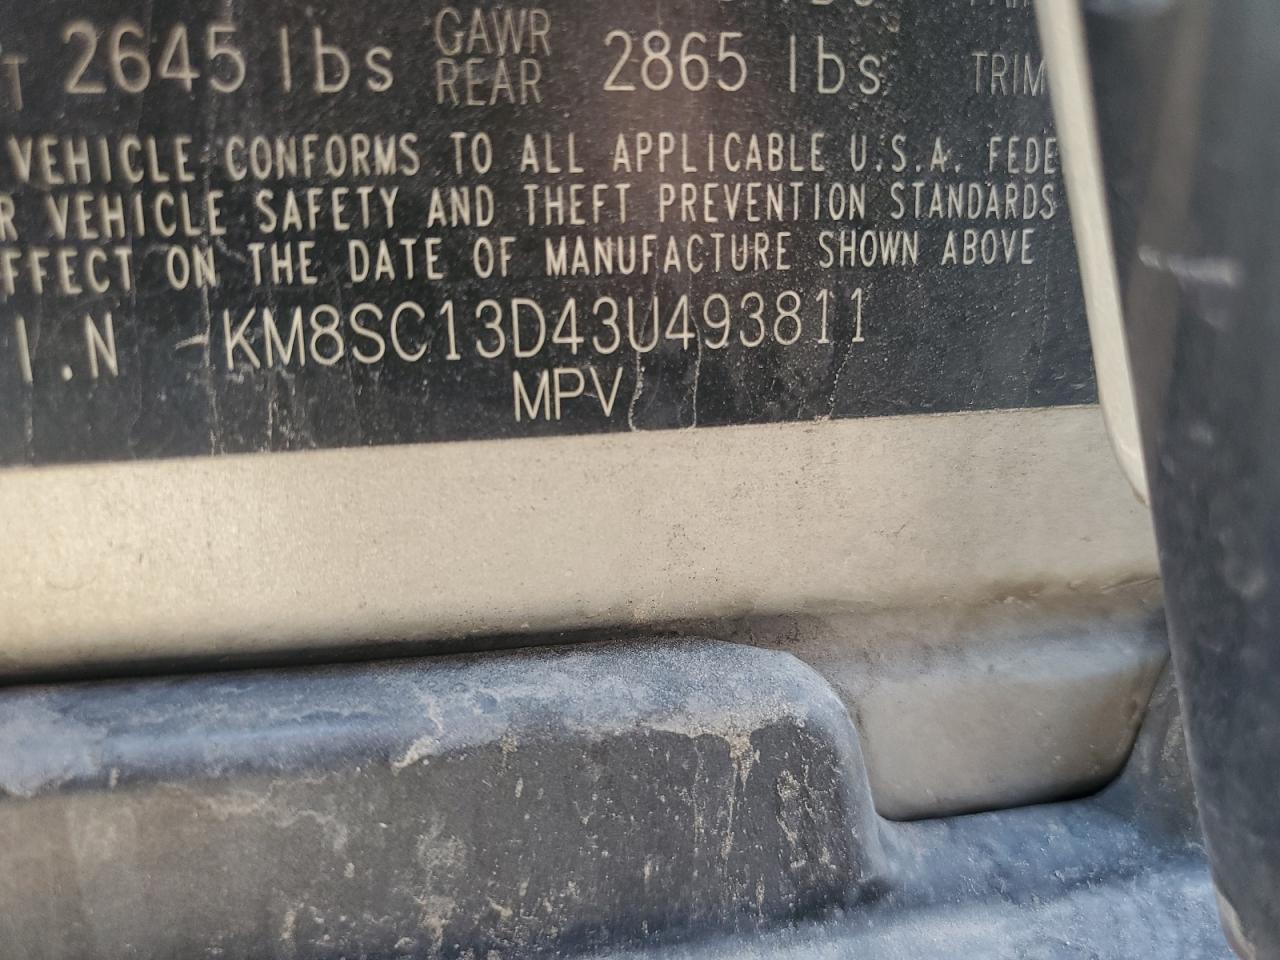 T 2645 lbs GAWR REAR 2865 lbs TRIM
VEHICLE CONFORMS TO ALL APPLICABLE U.S.A. FEDE
R VEHICLE SAFETY AND THEFT PREVENTION STANDARDS
FFECT ON THE DATE OF MANUFACTURE SHOWN ABOVE
I.N KM8SC13D43U493811
MPV